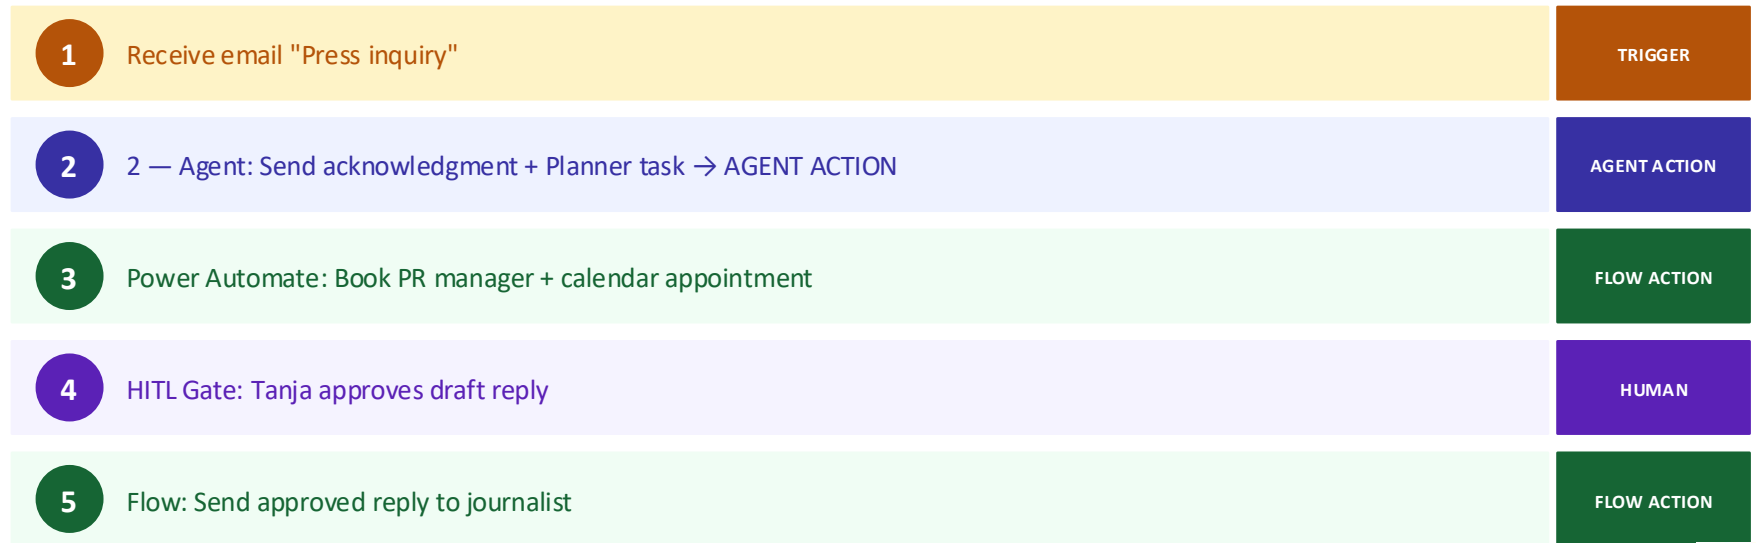 1 Receive email "Press inquiry" TRIGGER
2 2 — Agent: Send acknowledgment + Planner task → AGENT ACTION AGENT ACTION
3 Power Automate: Book PR manager + calendar appointment FLOW ACTION
4 HITL Gate: Tanja approves draft reply HUMAN
5 Flow: Send approved reply to journalist FLOW ACTION